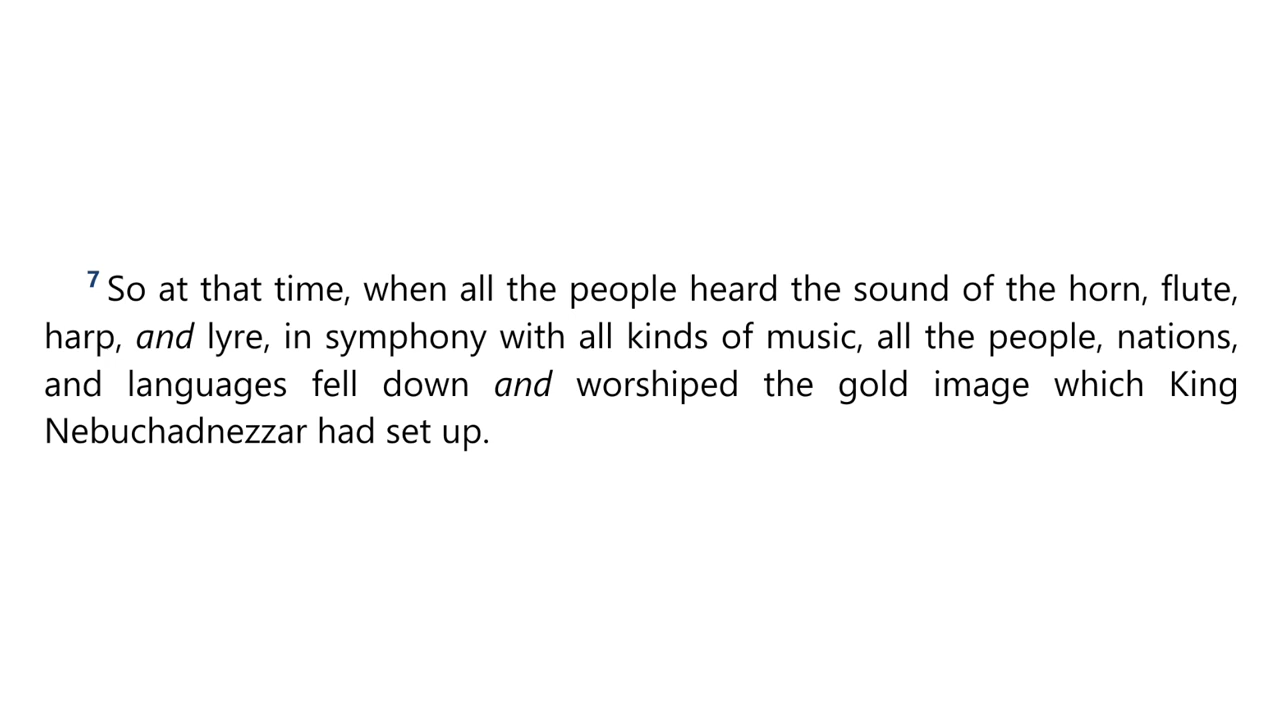 7 So at that time, when all the people heard the sound of the horn, flute,
harp, and lyre, in symphony with all kinds of music, all the people, nations,
and languages fell down and worshiped the gold image which King
Nebuchadnezzar had set up.